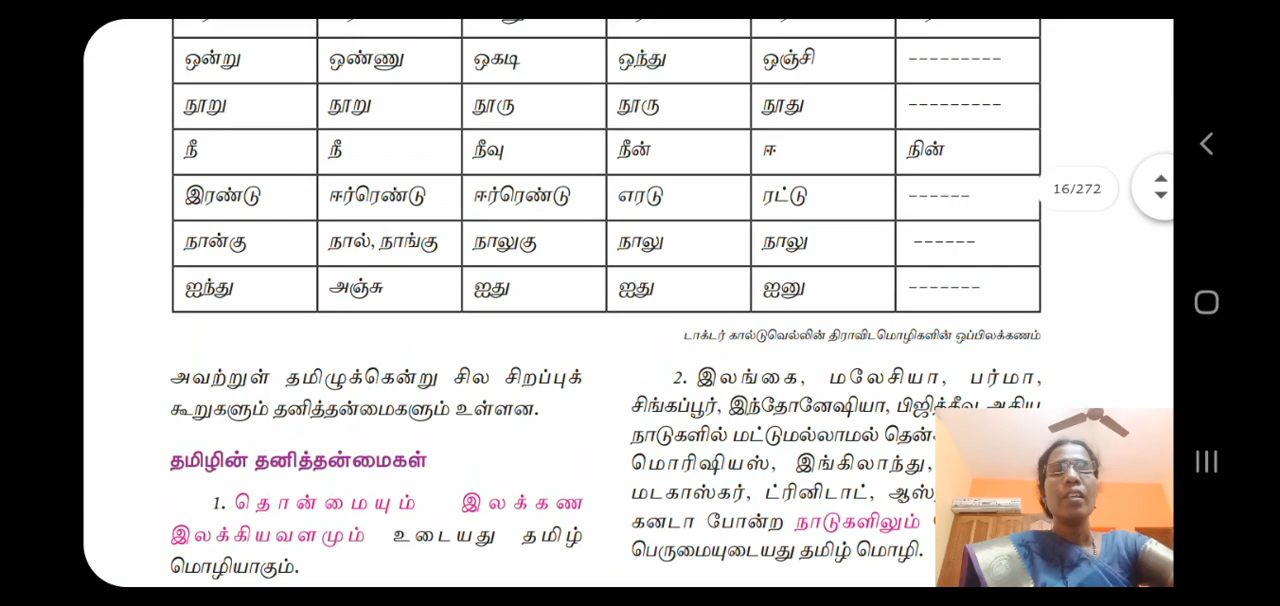 ஒன்று ஒண்ணு ஒகடி ஒந்து ஒஞ்சி ---------
நூறு நூறு நூரு நூரு நூது ---------
நீ நீ நீவு நீன் ஈ நின்
இரண்டு ஈர்ரெண்டு ஈர்ரெண்டு எரடு ரட்டு ------
நான்கு நால், நாங்கு நாலுகு நாலு நாலு ------
ஐந்து அஞ்சு ஐது ஐது ஐனு -------
16/272
டாக்டர் கால்டுவெல்லின் திராவிடமொழிகளின் ஒப்பிலக்கணம்
அவற்றுள் தமிழுக்கென்று சில சிறப்புக்
கூறுகளும் தனித்தன்மைகளும் உள்ளன.
தமிழின் தனித்தன்மைகள்
1. தொன்மையும் இலக்கண
இலக்கியவளமும் உடையது தமிழ்
மொழியாகும்.
2. இலங்கை, மலேசியா, பர்மா,
சிங்கப்பூர், இந்தோனேஷியா, பிஜித்தீவு ஆகிய
நாடுகளில் மட்டுமல்லாமல்
மொரிஷியஸ், இங்கிலாந்து,
மடகாஸ்கர், ட்ரினிடாட்,
கனடா போன்ற நாடுகளிலும்
பெருமையுடையது தமிழ் மொழி.